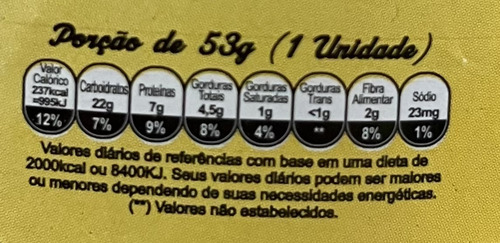 Porção de 53g (1 Unidade)
Valor Calórico 237kcal =995kJ 12%
Carboidratos 22g 7%
Proteínas 7g 9%
Gorduras Totais 4,5g 8%
Gorduras Saturadas 1g 4%
Gorduras Trans <1g **
Fibra Alimentar 2g 8%
Sódio 23mg 1%
Valores diários de referências com base em uma dieta de
2000kcal ou 8400KJ. Seus valores diários podem ser maiores
ou menores dependendo de suas necessidades energéticas.
(**) Valores não estabelecidos.